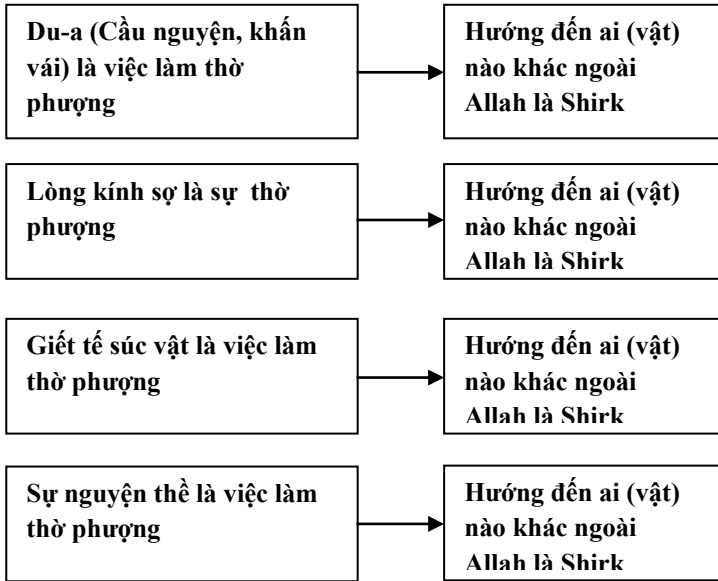 Du-a (Cầu nguyện, khấn
vái) là việc làm thờ
phượng
Hướng đến ai (vật)
nào khác ngoài
Allah là Shirk
Lòng kính sợ là sự thờ
phượng
Hướng đến ai (vật)
nào khác ngoài
Allah là Shirk
Giết tế súc vật là việc làm
thờ phượng
Hướng đến ai (vật)
nào khác ngoài
Allah là Shirk
Sự nguyện thề là việc làm
thờ phượng
Hướng đến ai (vật)
nào khác ngoài
Allah là Shirk